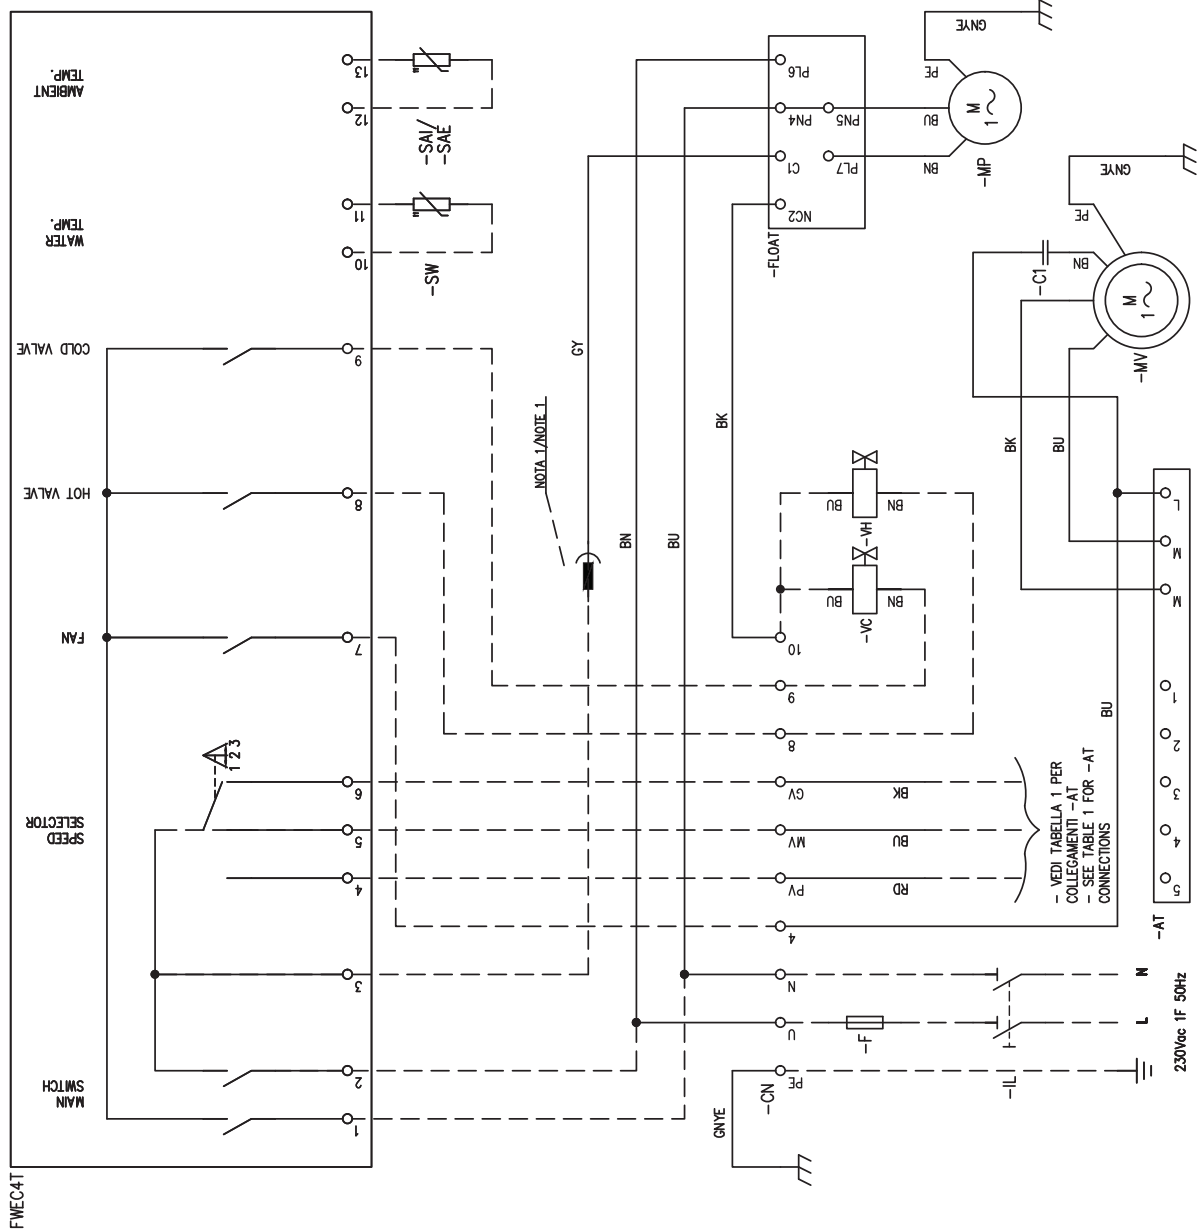 FWEC4T
AMBIENT
TEMP.
WATER
TEMP.
COLD VALVE
HOT VALVE
FAN
SPEED
SELECTOR
MAIN
SWITCH
13
12
11
10
9
8
7
6
5
4
3
2
1
1 2 3
-SAI/
-SAE
-SW
NOTA 1/NOTE 1
GY
BN
BU
BK
-FLOAT
PL6
PN4
PN5
C1
PL7
NC2
GNYE
PE
BU
BN
M
1
-MP
GNYE
PE
BN
-C1
M
1
-MV
BK
BU
BU
BN
-VH
BU
BN
-VC
10
9
8
GV
MV
PV
4
N
U
PE
-CN
BK
BU
RD
- VEDI TABELLA 1 PER
COLLEGAMENTI -AT
- SEE TABLE 1 FOR -AT
CONNECTIONS
BU
L
M
M
1
2
3
4
5
-AT
GNYE
-F
-IL
N
L
230Vac 1F 50Hz